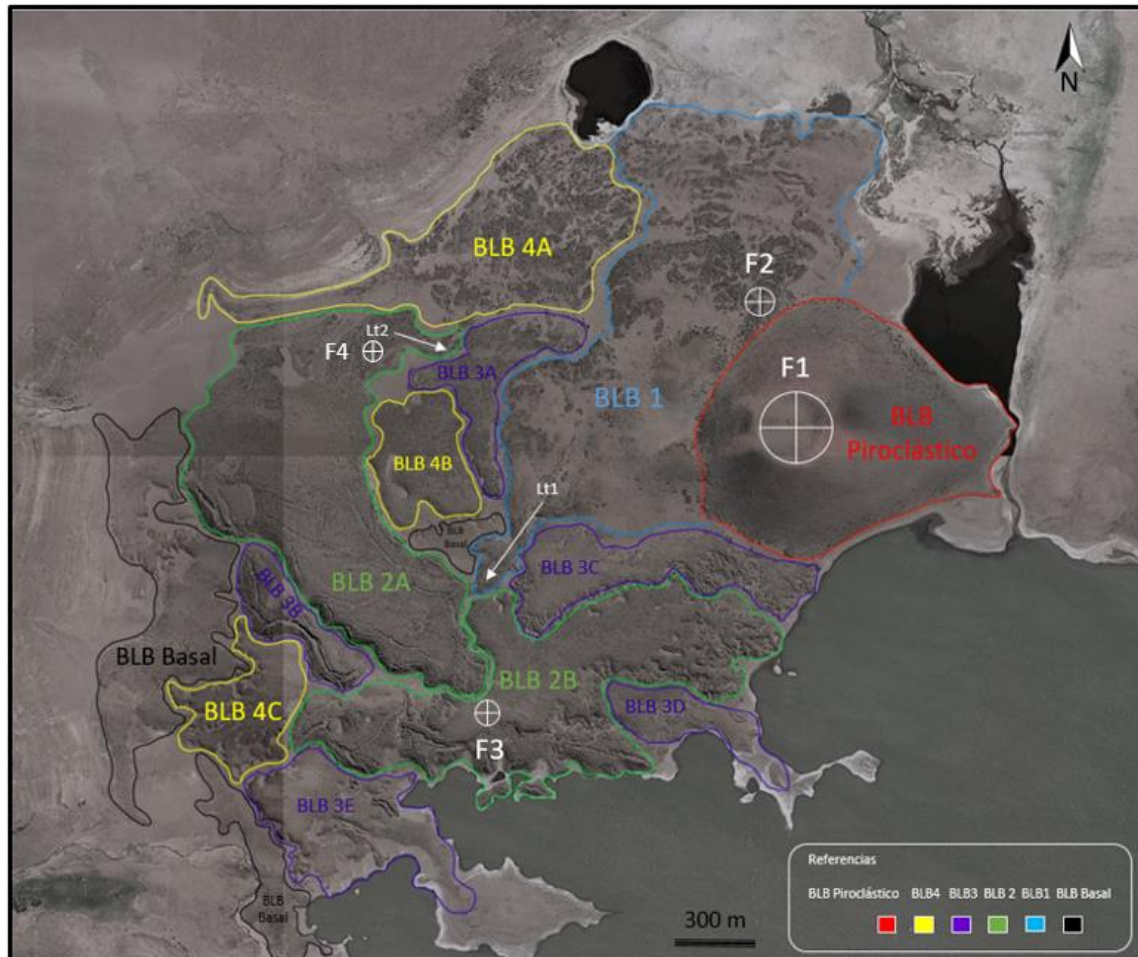 N
BLB 4A
F2
Lt2
F4
BLB 3A
F1
BLB 1
BLB
Piroclástico
BLB 4B
Lt1
BLB
Basal
BLB 3C
BLB 2A
BLB 3B
BLB Basal
BLB 2B
BLB 4C
BLB 3D
F3
BLB 3E
BLB
Basal
300 m
Referencias
BLB Piroclástico BLB4 BLB3 BLB 2 BLB1 BLB Basal